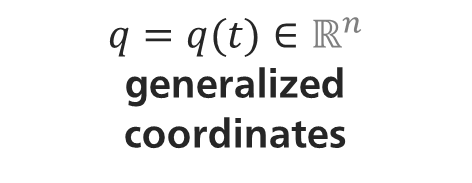 q = q(t) ∈ ℝⁿ
generalized
coordinates